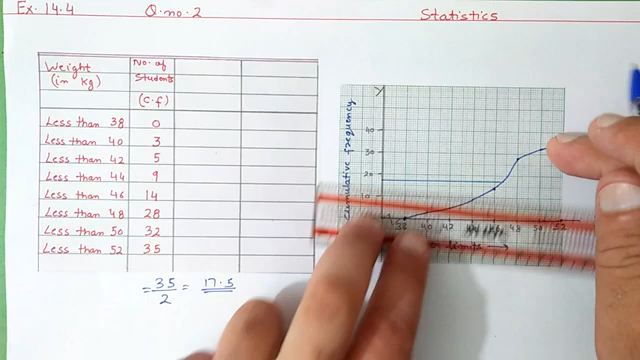 Ex. 14.4 Q.no.2 Statistics
Weight (in kg) No. of Students (C.f)
Less than 38 0
Less than 40 3
Less than 42 5
Less than 44 9
Less than 46 14
Less than 48 28
Less than 50 32
Less than 52 35
= 35/2 = 17.5
Y
Cumulative frequency
40
30
20
10
38 40 42 48 50 52
limits →